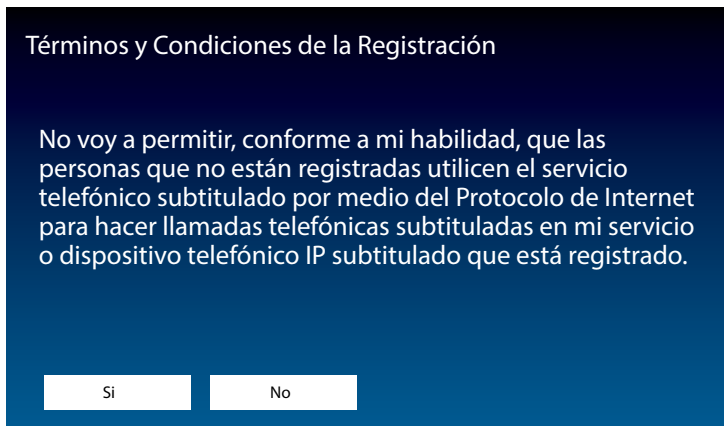 Términos y Condiciones de la Registración
No voy a permitir, conforme a mi habilidad, que las
personas que no están registradas utilicen el servicio
telefónico subtitulado por medio del Protocolo de Internet
para hacer llamadas telefónicas subtituladas en mi servicio
o dispositivo telefónico IP subtitulado que está registrado.
Si
No